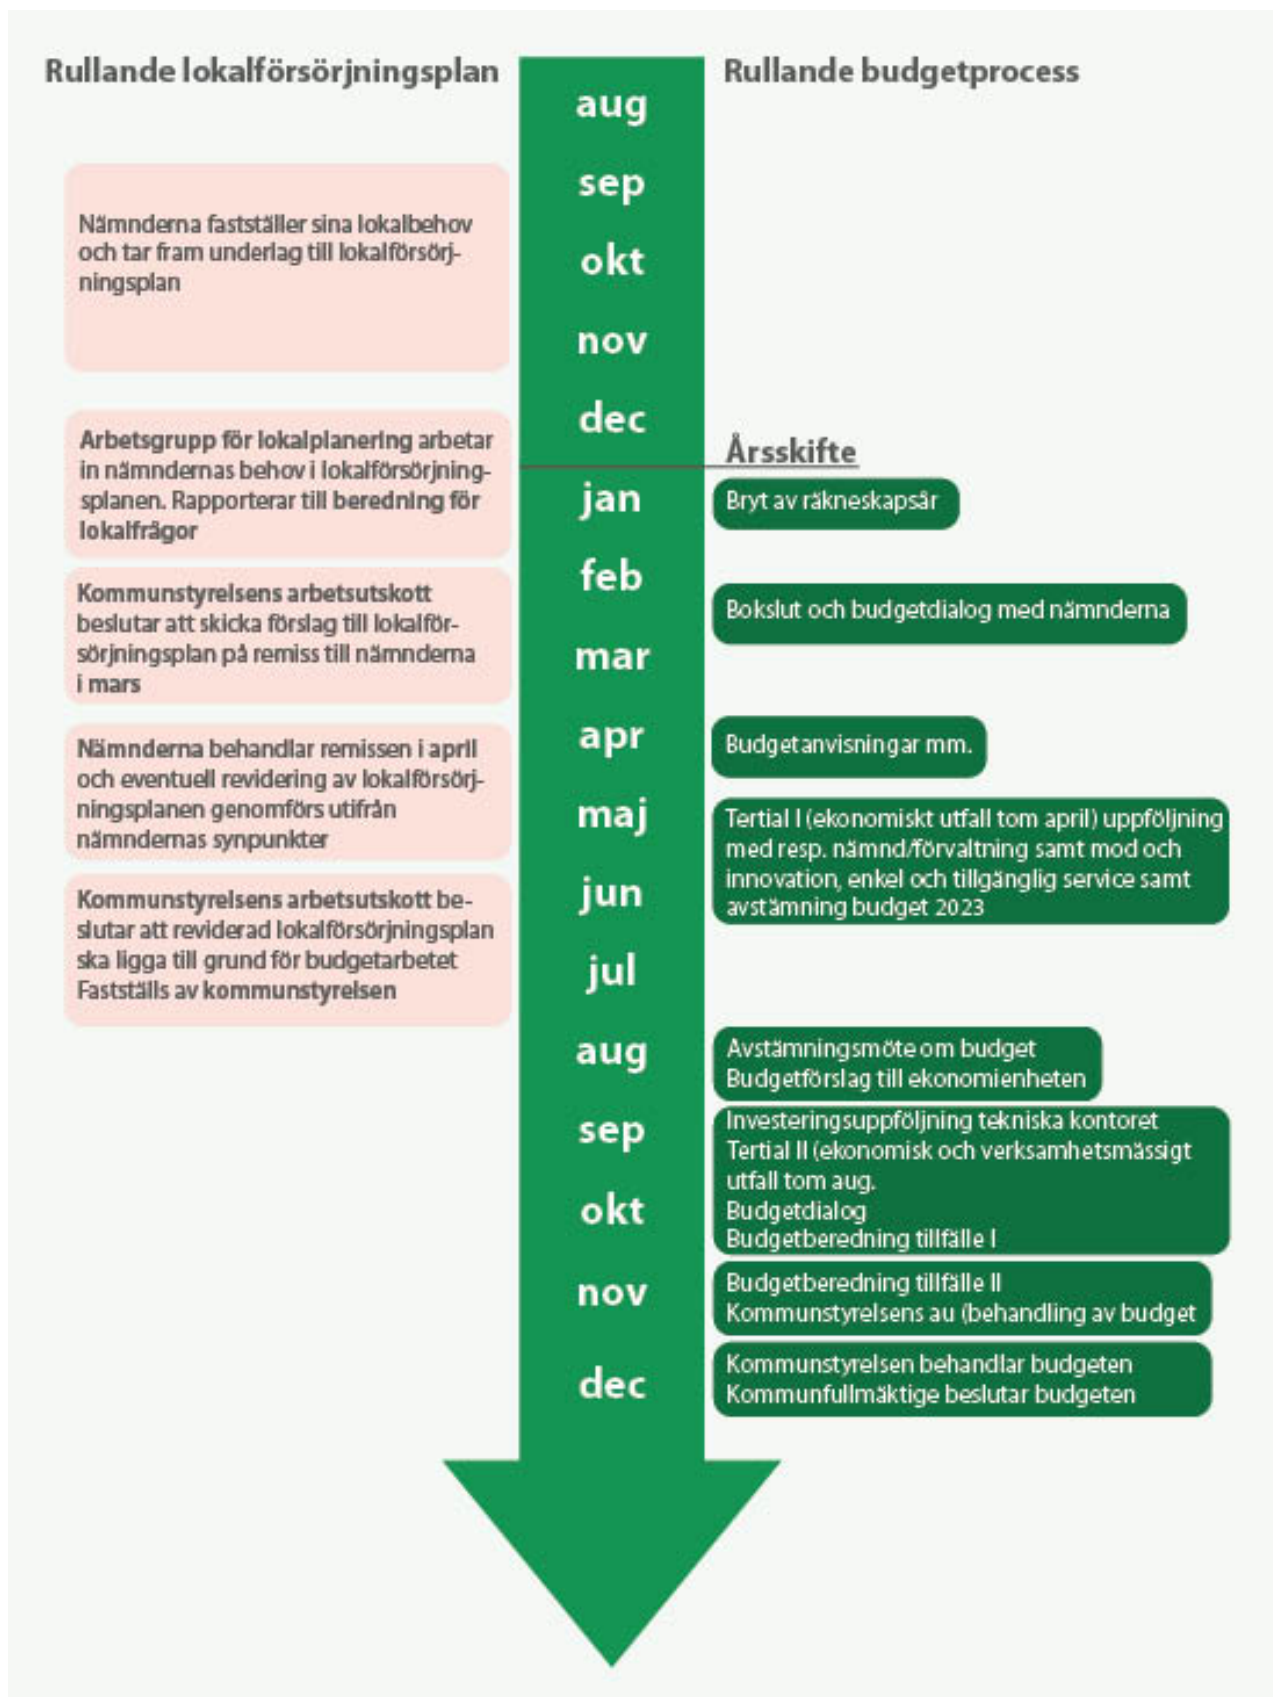 Rullande lokalförsörjningsplan
Nämnderna fastställer sina lokalbehov
och tar fram underlag till lokalförsörj-
ningsplan
Arbetsgrupp för lokalplanering arbetar
in nämndernas behov i lokalförsörjning-
splanen. Rapporterar till beredning för
lokalfrågor
Kommunstyrelsens arbetsutskott
beslutar att skicka förslag till lokalför-
sörjningsplan på remiss till nämnderna
i mars
Nämnderna behandlar remissen i april
och eventuell revidering av lokalförsörj-
ningsplanen genomförs utifrån
nämndernas synpunkter
Kommunstyrelsens arbetsutskott be-
slutar att reviderad lokalförsörjningsplan
ska ligga till grund för budgetarbetet
Fastställs av kommunstyrelsen
aug
sep
okt
nov
dec
jan
feb
mar
apr
maj
jun
jul
aug
sep
okt
nov
dec
Rullande budgetprocess
Årsskifte
Bryt av räkneskapsår
Bokslut och budgetdialog med nämnderna
Budgetanvisningar mm.
Tertial I (ekonomiskt utfall tom april) uppföljning
med resp. nämnd/förvaltning samt mod och
innovation, enkel och tillgänglig service samt
avstämning budget 2023
Avstämningsmöte om budget
Budgetförslag till ekonomienheten
Investeringsuppföljning tekniska kontoret
Tertial II (ekonomisk och verksamhetsmässigt
utfall tom aug.
Budgetdialog
Budgetberedning tillfälle I
Budgetberedning tillfälle II
Kommunstyrelsens au (behandling av budget
Kommunstyrelsen behandlar budgeten
Kommunfullmäktige beslutar budgeten